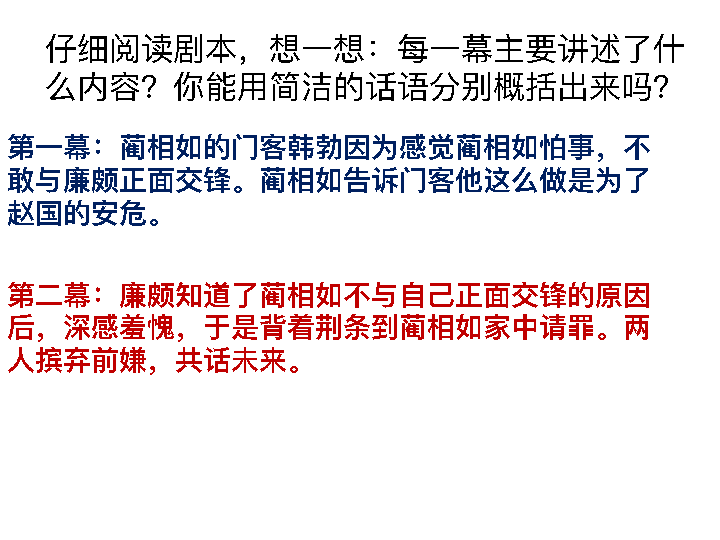 仔细阅读剧本，想一想：每一幕主要讲述了什
么内容？你能用简洁的话语分别概括出来吗？
第一幕：蔺相如的门客韩勃因为感觉蔺相如怕事，不
敢与廉颇正面交锋。蔺相如告诉门客他这么做是为了
赵国的安危。
第二幕：廉颇知道了蔺相如不与自己正面交锋的原因
后，深感羞愧，于是背着荆条到蔺相如家中请罪。两
人摈弃前嫌，共话未来。